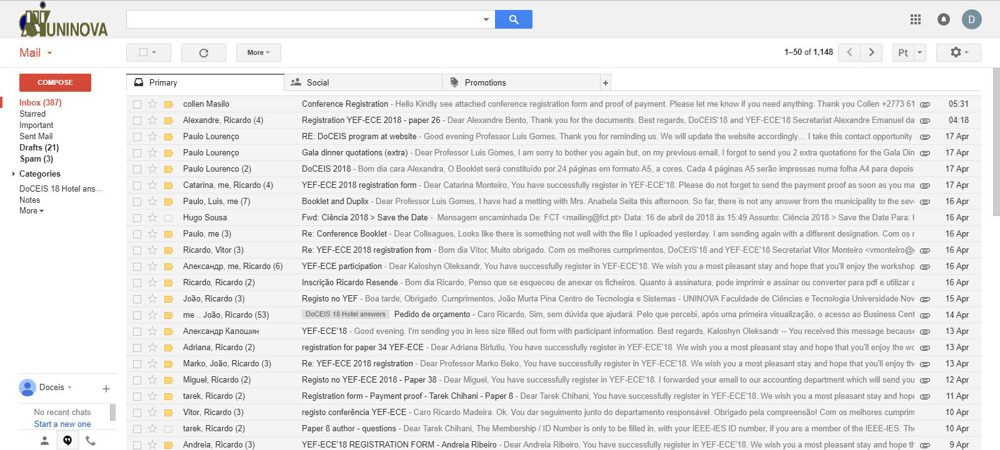 UNINOVA
D
Mail
More
1–50 of 1,148
Pt
COMPOSE
Inbox (387)
Starred
Important
Sent Mail
Drafts (21)
Spam (3)
Categories
DoCEIS 18 Hotel ans…
Notes
More
Primary
Social
Promotions
+
collen Masilo Conference Registration - Hello Kindly see attached conference registration form and proof of payment. Please let me know if you need anything. Thank you Collen +2773 61 05:31
Alexandre, Ricardo (4) Registration YEF-ECE 2018 - paper 26 - Dear Alexandre Bento, Thank you for the documents. Best regards, DoCEIS'18 and YEF-ECE'18 Secretariat Alexandre Emanuel da 04:18
Paulo Lourenço RE: DoCEIS program at website - Good evening Professor Luis Gomes, Thank you for reminding us. We will update the website accordingly… I take this contact opportunity 17 Apr
Paulo Lourenço Gala dinner quotations (extra) - Dear Professor Luis Gomes, I am sorry to bother you again but, on my previous email, I forgot to send you 2 extra quotations for the Gala Din 17 Apr
Paulo Lourenco (2) DoCEIS 2018 - Bom dia cara Alexandra, O Booklet será constituído por 24 páginas em formato A5, a cores. Cada 4 páginas A5 serão impressas numa folha A4 para depois 17 Apr
Catarina, me, Ricardo (4) YEF-ECE 2018 registration form - Dear Catarina Monteiro, You have successfully register in YEF-ECE'18. Please do not forget to send the payment proof as soon as you ma 17 Apr
Paulo, Luis, me (7) Booklet and Duplix - Dear Professor Luis Gomes, I have had a metting with Mrs. Anabela Seita this afternoon. So far, there is not any answer from the municipality to the sev 16 Apr
Hugo Sousa Fwd: Ciência 2018 > Save the Date - Mensagem encaminhada De: FCT <mailing@fct.pt> Data: 16 de abril de 2018 às 15:49 Assunto: Ciência 2018 > Save the Date Para: 16 Apr
Paulo, me (3) Re: Conference Booklet - Dear Colleagues, Looks like there is something not well with the file I uploaded yesterday. I am sending again with a different designation. Com os 16 Apr
Ricardo, Vitor (3) Re: YEF-ECE 2018 registration from - Bom dia Vítor, Muito obrigado. Com os melhores cumprimentos, DoCEIS'18 and YEF-ECE'18 Secretariat Vitor Monteiro <vmonteiro@ 16 Apr
Александр, me, Ricardo (6) YEF-ECE participation - Dear Kaloshyn Oleksandr, You have successfully register in YEF-ECE'18. We wish you a most pleasant stay and hope that you'll enjoy the workshop 16 Apr
Ricardo, Ricardo (2) Inscrição Ricardo Resende - Bom dia Ricardo, Penso que se esqueceu de anexar os ficheiros. Quanto à assinatura, pode imprimir e assinar ou converter para pdf e utilizar 16 Apr
João, Ricardo (3) Registo no YEF - Boa tarde, Obrigado. Cumprimentos, João Murta Pina Centro de Tecnologia e Sistemas - UNINOVA Faculdade de Ciências e Tecnologia Universidade Nov 15 Apr
me .. João, Ricardo (53) DoCEIS 18 Hotel answers Pedido de orçamento - Caro Ricardo, Sim, sem dúvida que ajudará. Pelo que percebi, após uma primeira visualização, o acesso ao Business Cent 14 Apr
Александр Калошин YEF-ECE'18 - Good evening. I'm sending you in less size filled out form with participant information. Best regards, Kaloshyn Oleksandr -- You received this message because 13 Apr
Adriana, Ricardo (2) registration for paper 34 YEF-ECE - Dear Adriana Birlutiu, You have successfully register in YEF-ECE'18. We wish you a most pleasant stay and hope that you'll enjoy the wo 13 Apr
Marko, João, Ricardo (3) Re: YEF-ECE 2018 registration - Dear Professor Marko Beko, You have successfully register in YEF-ECE'18. We wish you a most pleasant stay and hope that you'll enjoy the 13 Apr
Miguel, Ricardo (2) Registo no YEF-ECE 2018 - Paper 38 - Dear Miguel, You have successfully register in YEF-ECE'18. I forwarded your email to our accounting department which will send you 12 Apr
tarek, Ricardo (2) Registration form - Payment proof - Tarek Chihani - Paper 8 - Dear Tarek Chihani, You have successfully register in YEF-ECE'18. We wish you a most pleasant stay and hope 11 Apr
Vitor, Ricardo (3) registo conferência YEF-ECE - Caro Ricardo Madeira. Ok. Vou dar seguimento junto do departamento responsável. Obrigado pela compreensão! Com os melhores cumprim 10 Apr
tarek, Ricardo (2) Paper 8 author - questions - Dear Tarek Chihani, The Membership / ID Number is only to be filled in, with your IEEE-IES ID number, if you are a member of the IEEE-IES. The 10 Apr
Andreia, Ricardo (3) YEF-ECE'18 REGISTRATION FORM - Andreia Ribeiro - Dear Andreia Ribeiro, You have successfully register in YEF-ECE'18. We wish you a most pleasant stay and hope th 9 Apr
Doceis
+
No recent chats
Start a new one